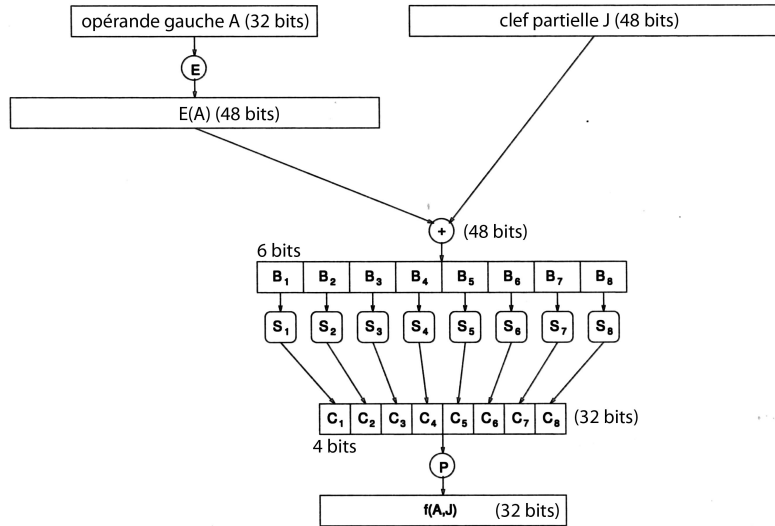 opérande gauche A (32 bits)
clef partielle J (48 bits)
E
E(A) (48 bits)
+ (48 bits)
6 bits
B1 B2 B3 B4 B5 B6 B7 B8
S1 S2 S3 S4 S5 S6 S7 S8
C1 C2 C3 C4 C5 C6 C7 C8 (32 bits)
4 bits
P
f(A,J) (32 bits)